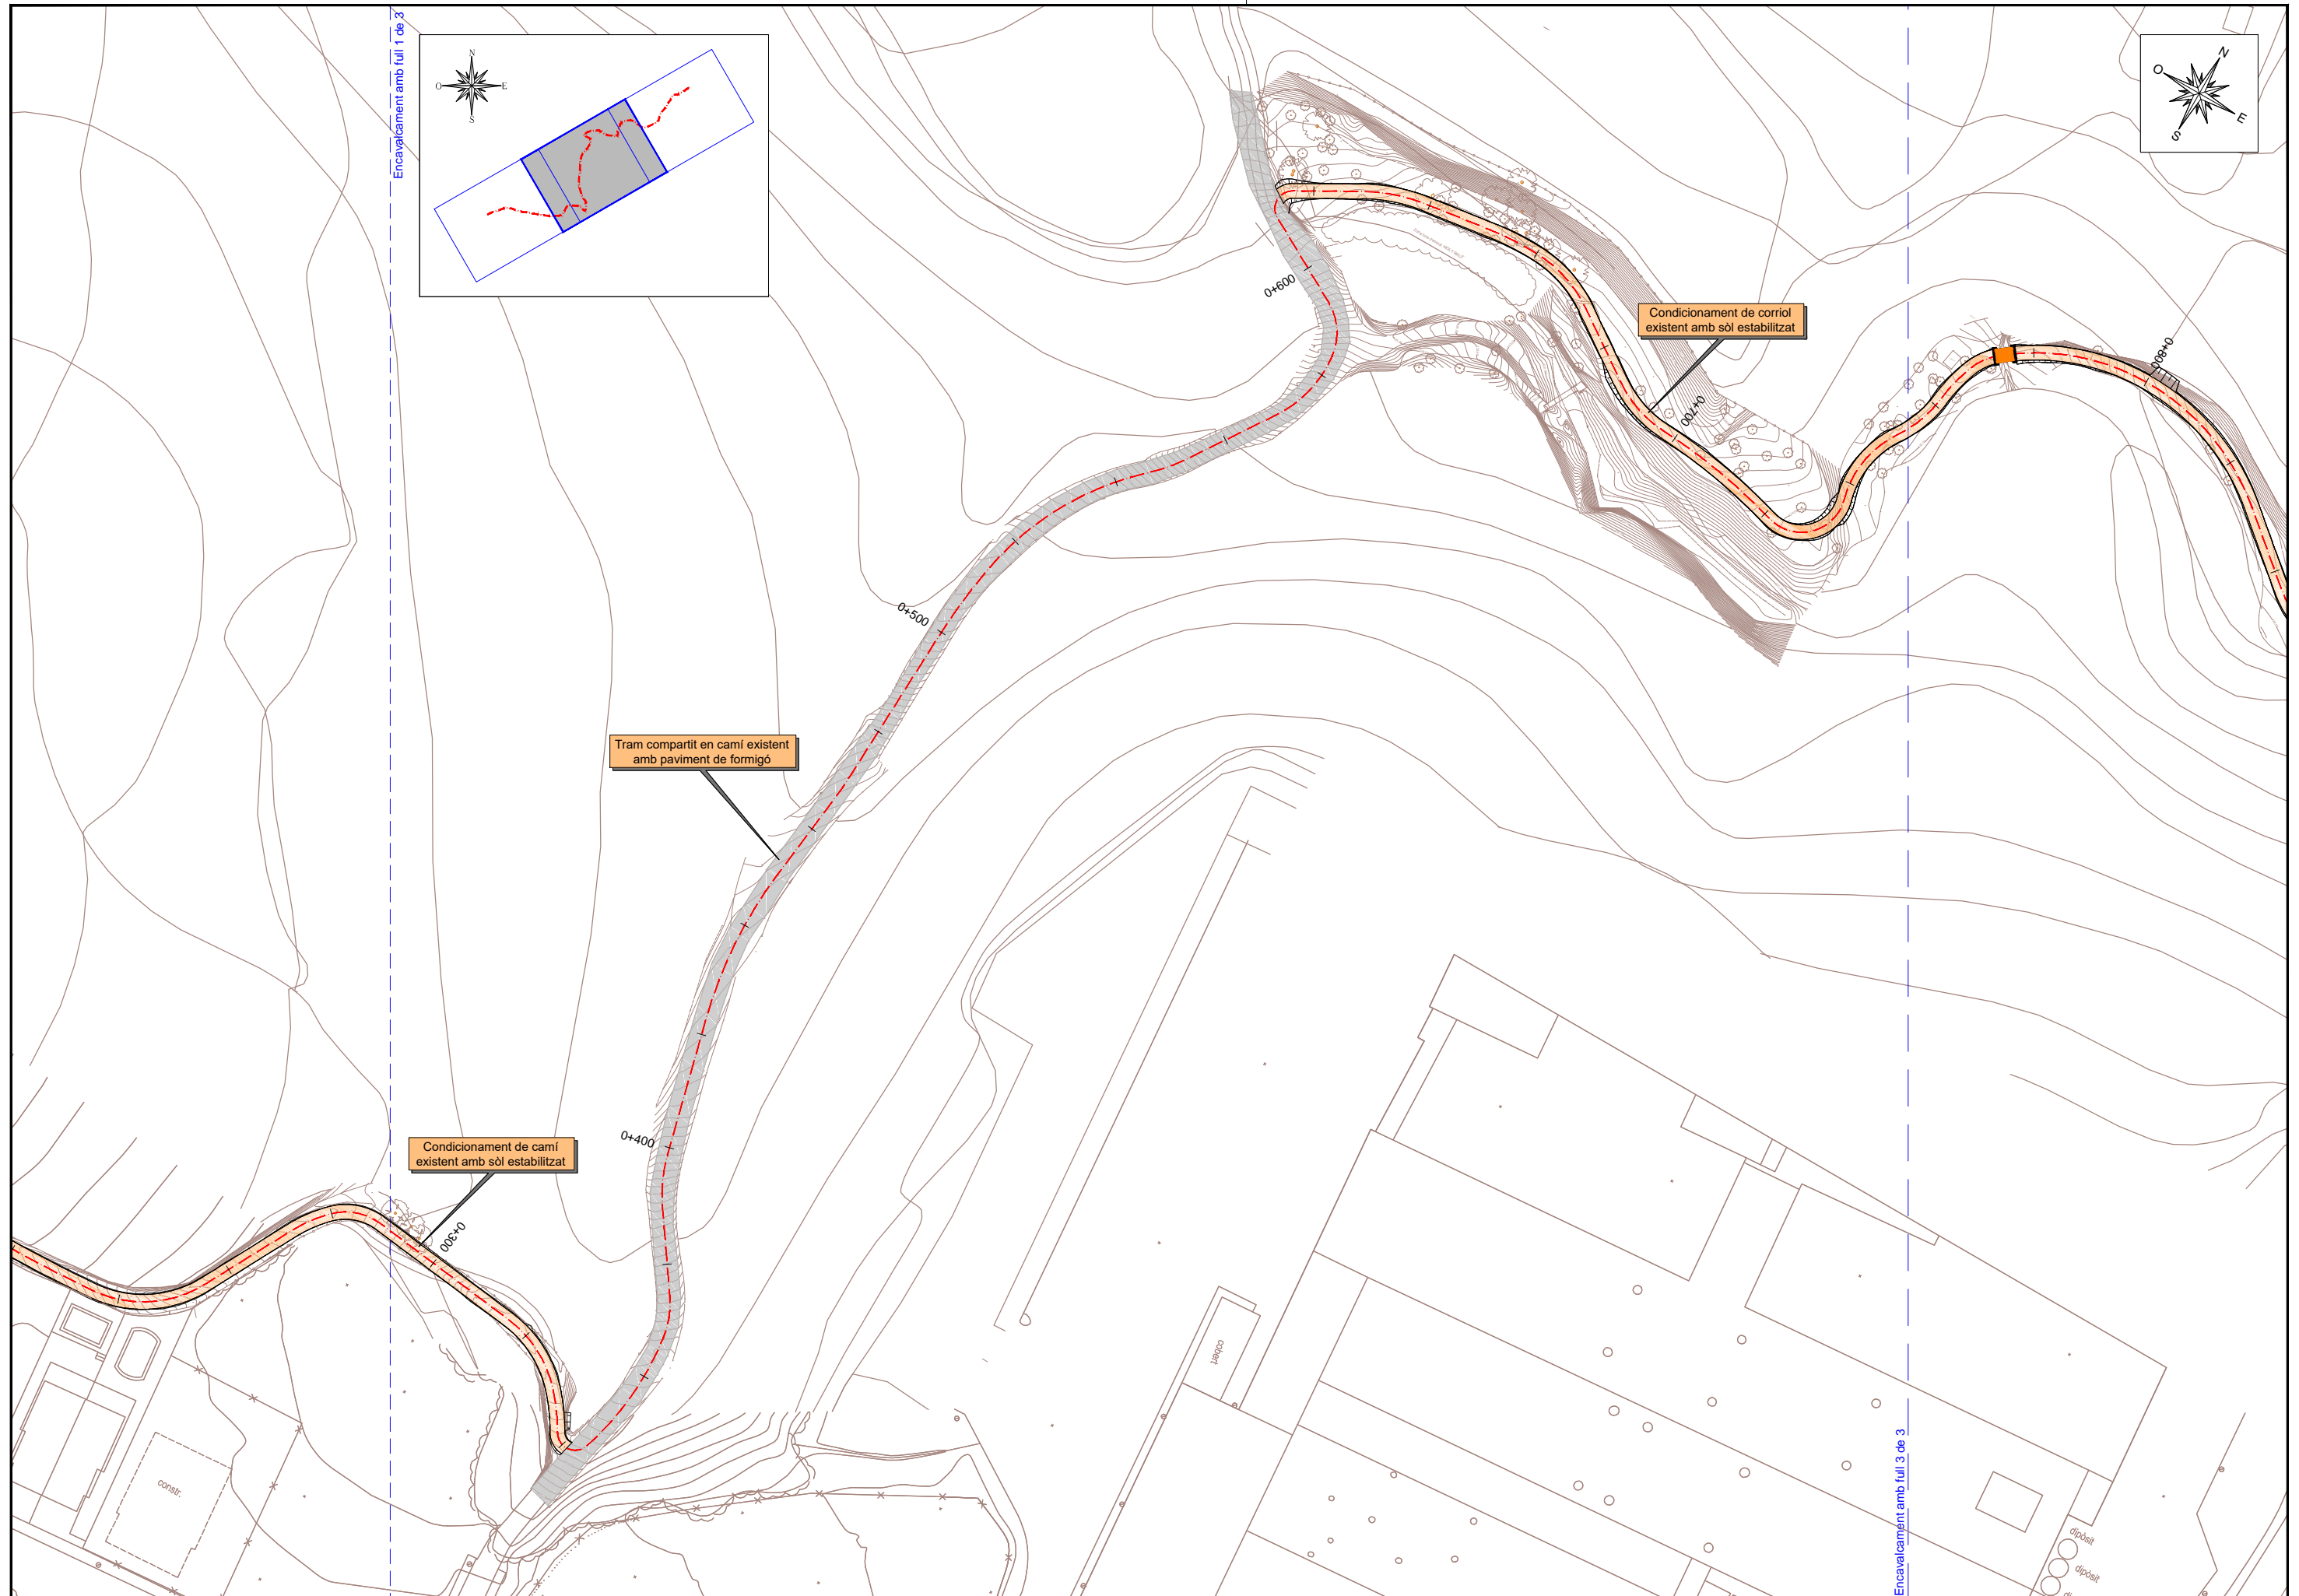 Encavalcament amb full 1 de 3
N
O
E
S
N
O
E
S
0+600
Condicionament de corriol
existent amb sòl estabilitzat
0+800
0+700
0+500
Tram compartit en camí existent
amb paviment de formigó
0+400
Condicionament de camí
existent amb sòl estabilitzat
0+300
cobert
constr.
Encavalcament amb full 3 de 3
dipòsit
dipòsit